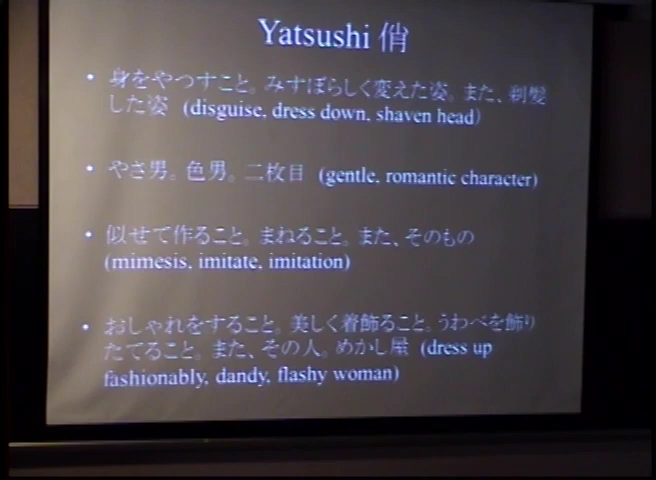 Yatsushi 俏
• 身をやつすこと。みすぼらしく変えた姿。また、剃髪
した姿 (disguise, dress down, shaven head)
• やさ男。色男。二枚目 (gentle, romantic character)
• 似せて作ること。まねること。また、そのもの
(mimesis, imitate, imitation)
• おしゃれをすること。美しく着飾ること。うわべを飾り
たてること。また、その人。めかし屋 (dress up
fashionably, dandy, flashy woman)